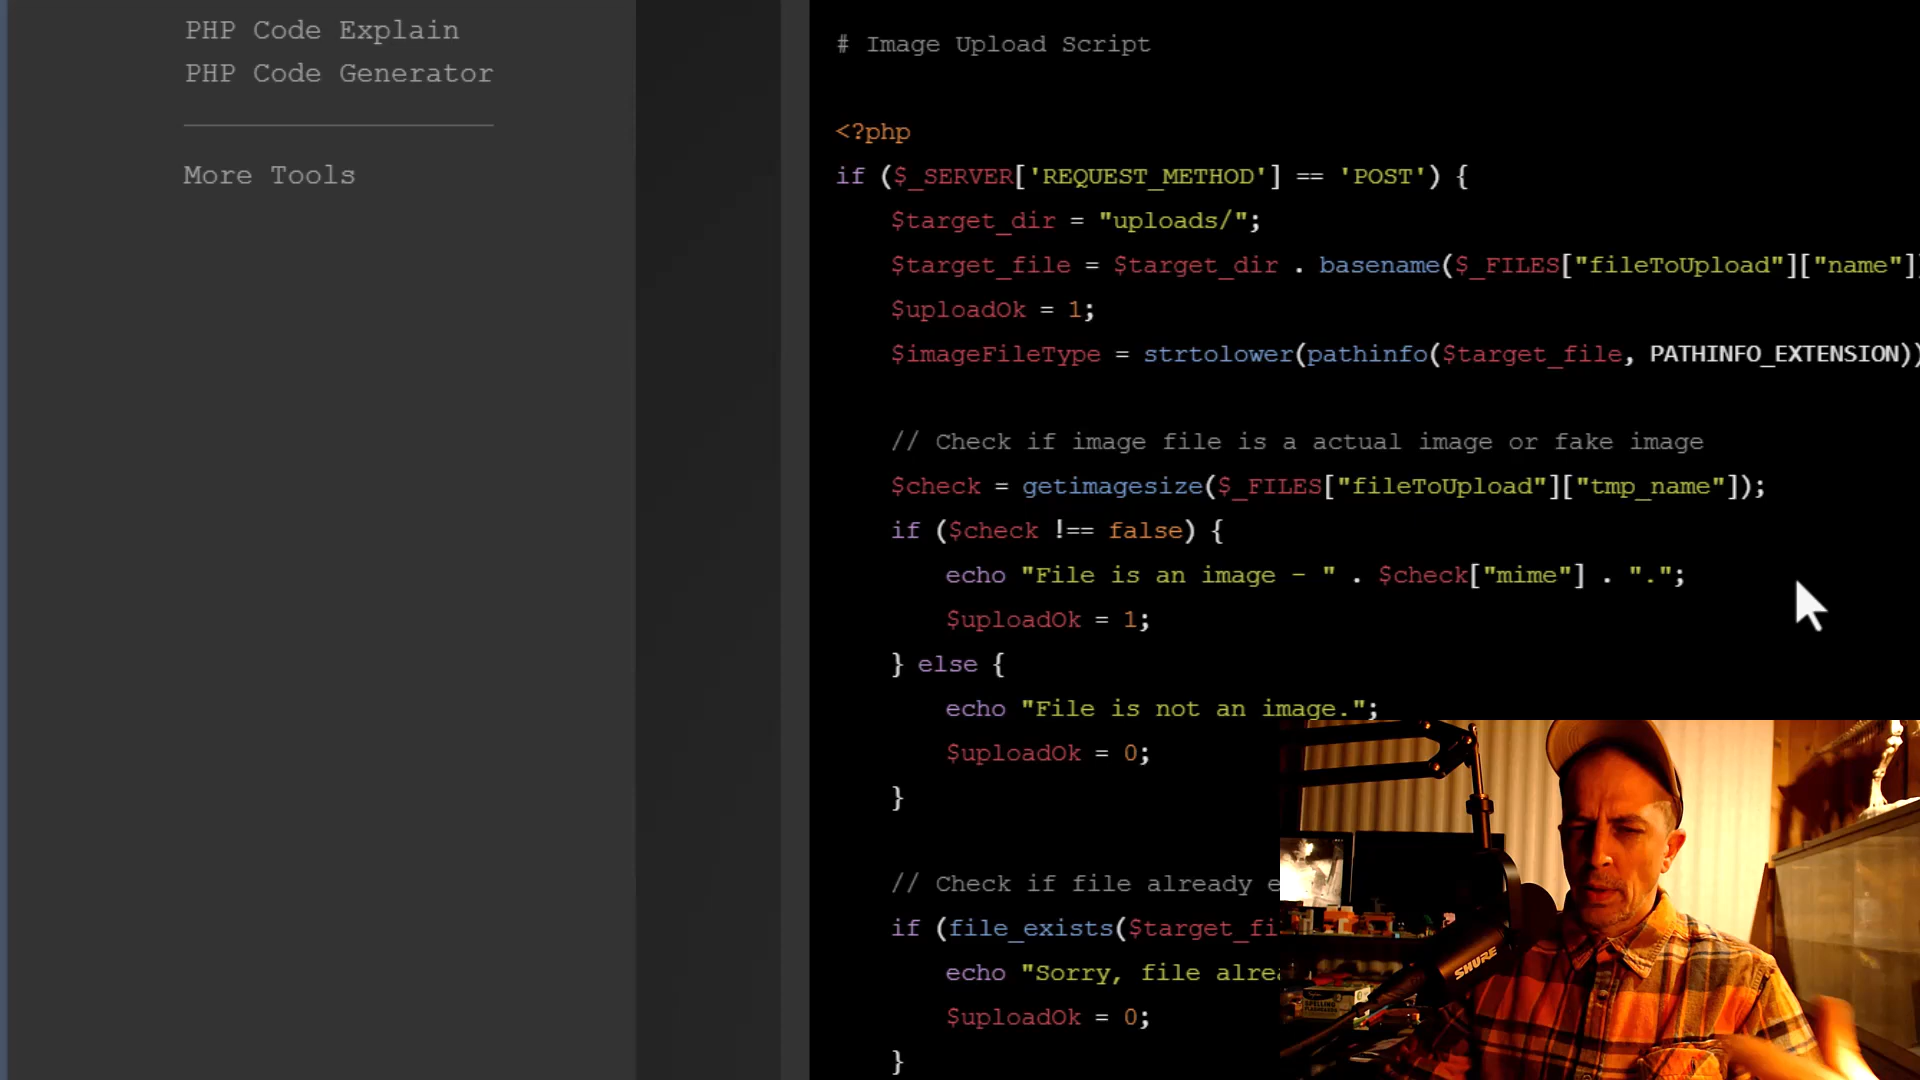 PHP Code Explain
PHP Code Generator
More Tools
# Image Upload Script
<?php
if ($_SERVER['REQUEST_METHOD'] == 'POST') {
$target_dir = "uploads/";
$target_file = $target_dir . basename($_FILES["fileToUpload"]["name"]
$uploadOk = 1;
$imageFileType = strtolower(pathinfo($target_file, PATHINFO_EXTENSION))
// Check if image file is a actual image or fake image
$check = getimagesize($_FILES["fileToUpload"]["tmp_name"]);
if ($check !== false) {
echo "File is an image - " . $check["mime"] . ".";
$uploadOk = 1;
} else {
echo "File is not an image.";
$uploadOk = 0;
}
// Check if file already
if (file_exists($target_fi
echo "Sorry, file alrea
$uploadOk = 0;
}
SHURE
SPELLING